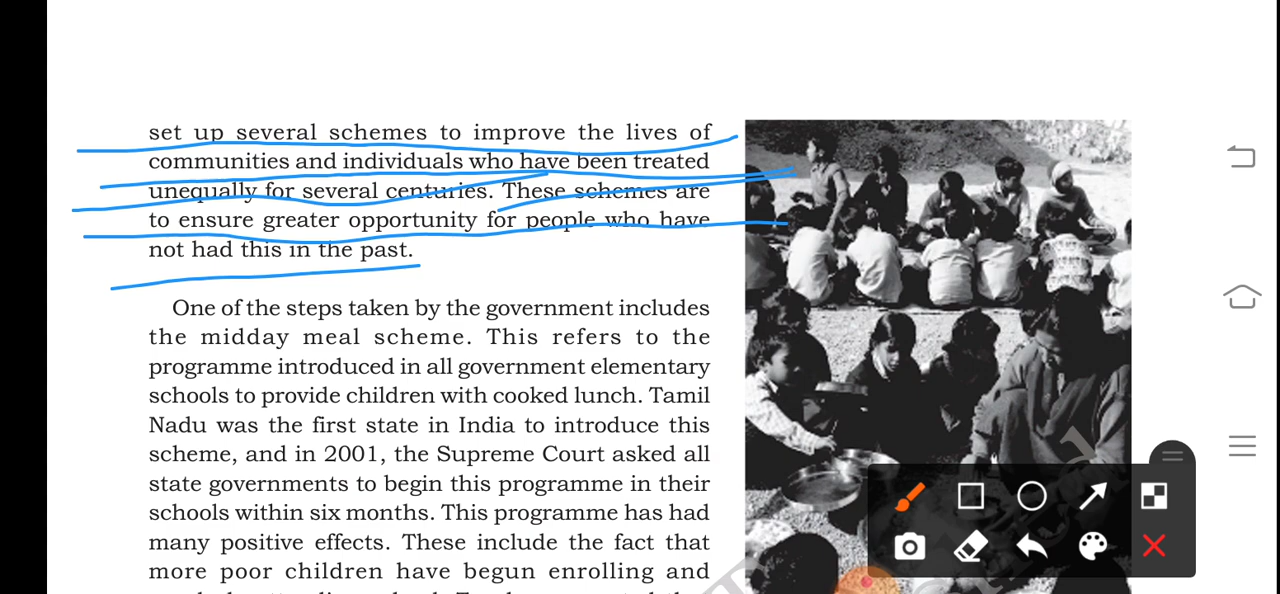 set up several schemes to improve the lives of
communities and individuals who have been treated
unequally for several centuries. These schemes are
to ensure greater opportunity for people who have
not had this in the past.
One of the steps taken by the government includes
the midday meal scheme. This refers to the
programme introduced in all government elementary
schools to provide children with cooked lunch. Tamil
Nadu was the first state in India to introduce this
scheme, and in 2001, the Supreme Court asked all
state governments to begin this programme in their
schools within six months. This programme has had
many positive effects. These include the fact that
more poor children have begun enrolling and